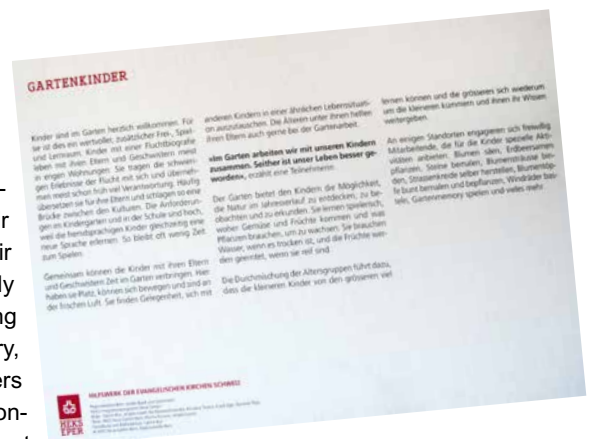 r
ir
ly
ng
ry,
ers
on-
GARTENKINDER
Kinder sind im Garten herzlich willkommen. Für
sie ist dies ein wertvoller, zusätzlicher Frei-, Spiel-
und Lernraum. Kinder mit einer Fluchtbiografie
leben mit ihren Eltern und Geschwistern meist
in engen Wohnungen. Sie tragen die schwieri-
gen Erlebnisse der Flucht mit sich und überneh-
men meist schon früh viel Verantwortung. Häufig
übersetzen sie für ihre Eltern und schlagen so eine
Brücke zwischen den Kulturen. Die Anforderun-
gen im Kindergarten und in der Schule sind hoch,
weil die fremdsprachigen Kinder gleichzeitig eine
neue Sprache erlernen. So bleibt oft wenig Zeit
zum Spielen.
Gemeinsam können die Kinder mit ihren Eltern
und Geschwistern Zeit im Garten verbringen. Hier
haben sie Platz, können sich bewegen und sind an
der frischen Luft. Sie finden Gelegenheit, sich mit
anderen Kindern in einer ähnlichen Lebenssituati-
on auszutauschen. Die Älteren unter ihnen helfen
ihren Eltern auch gerne bei der Gartenarbeit.
«Im Garten arbeiten wir mit unseren Kindern
zusammen. Seither ist unser Leben besser ge-
worden», erzählt eine Teilnehmerin.
Der Garten bietet den Kindern die Möglichkeit,
die Natur im Jahresverlauf zu entdecken, zu be-
obachten und zu erkunden. Sie lernen spielerisch,
woher Gemüse und Früchte kommen und was
Pflanzen brauchen, um zu wachsen: Sie brauchen
Wasser, wenn es trocken ist, und die Früchte wer-
den geerntet, wenn sie reif sind.
Die Durchmischung der Altersgruppen führt dazu,
dass die kleineren Kinder von den grösseren viel
lernen können und die grösseren sich wiederum
um die kleineren kümmern und ihnen ihr Wissen
weitergeben.
An einigen Standorten engagieren sich freiwillig
Mitarbeitende, die für die Kinder spezielle Akti-
vitäten anbieten: Blumen säen, Erdbeersamen
pflanzen, Steine bemalen, Blumensträusse bin-
den, Strassenkreide selber herstellen, Blumentöp-
fe bunt bemalen und bepflanzen, Windräder bas-
teln, Gartenmemory spielen und vieles mehr.
HEKS
EPER
HILFSWERK DER EVANGELISCHEN KIRCHEN SCHWEIZ